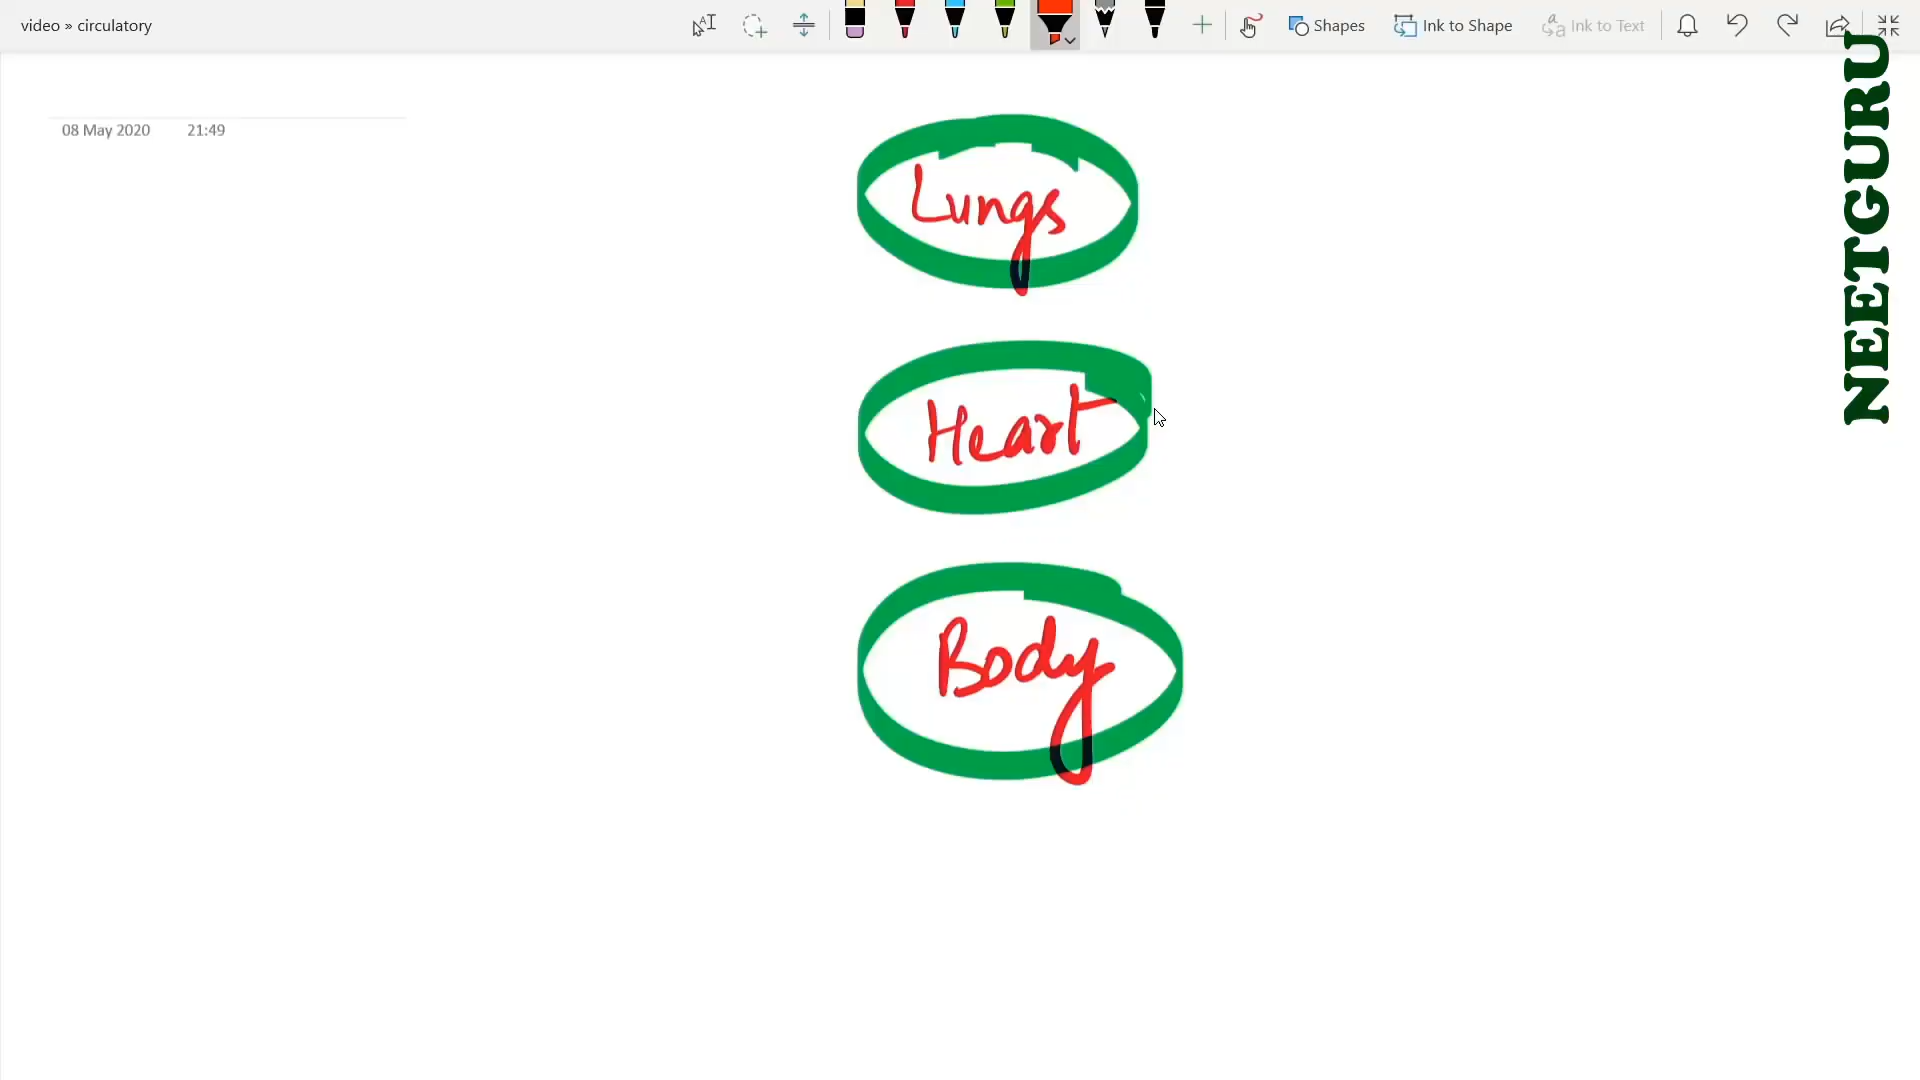 video » circulatory
Shapes
Ink to Shape
Ink to Text
08 May 2020 21:49
Lungs
Heart
Body
NEETGURU